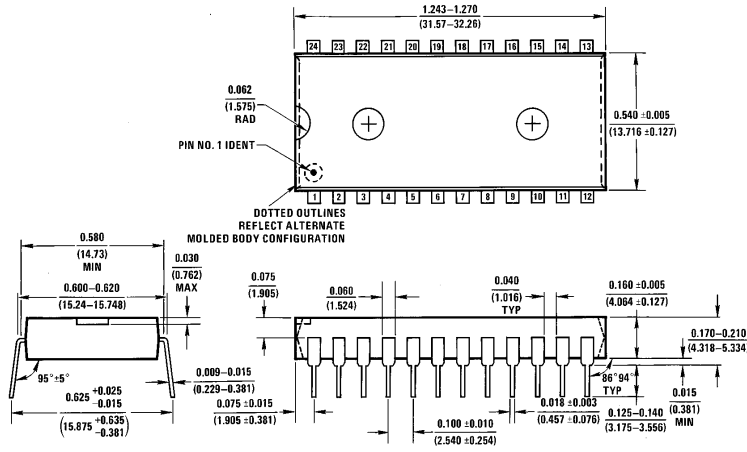 1.243–1.270
(31.57–32.26)
24 23 22 21 20 19 18 17 16 15 14 13
0.062
(1.575)
RAD
0.540 ±0.005
(13.716 ±0.127)
PIN NO. 1 IDENT
1 2 3 4 5 6 7 8 9 10 11 12
DOTTED OUTLINES
REFLECT ALTERNATE
MOLDED BODY CONFIGURATION
0.580
(14.73)
MIN
0.030
(0.762)
MAX
0.600–0.620
(15.24–15.748)
0.075
(1.905)
0.060
(1.524)
0.040
(1.016)
TYP
0.160 ±0.005
(4.064 ±0.127)
0.170–0.210
(4.318–5.334)
95°±5°
0.009–0.015
(0.229–0.381)
86°94°
TYP
0.015
(0.381)
MIN
0.625 +0.025 -0.015
(15.875 +0.635 -0.381)
0.075 ±0.015
(1.905 ±0.381)
0.100 ±0.010
(2.540 ±0.254)
0.018 ±0.003
(0.457 ±0.076)
0.125–0.140
(3.175–3.556)